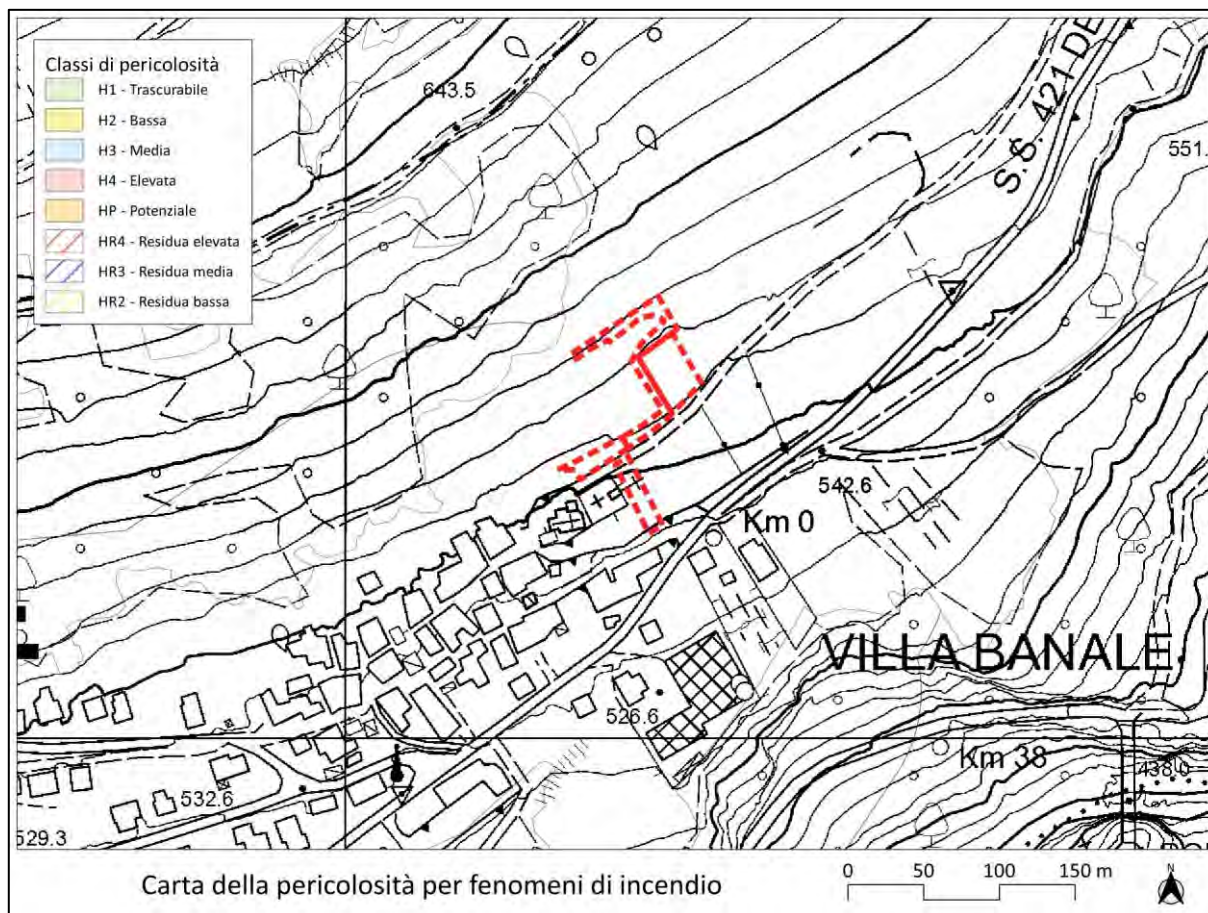 Classi di pericolosità
H1 - Trascurabile
H2 - Bassa
H3 - Media
H4 - Elevata
HP - Potenziale
HR4 - Residua elevata
HR3 - Residua media
HR2 - Residua bassa
643.5
S.S. 421 DE
551.
542.6
Km 0
VILLA BANALE
526.6
Km 38
438.0
532.6
529.3
Carta della pericolosità per fenomeni di incendio
0 50 100 150 m
N